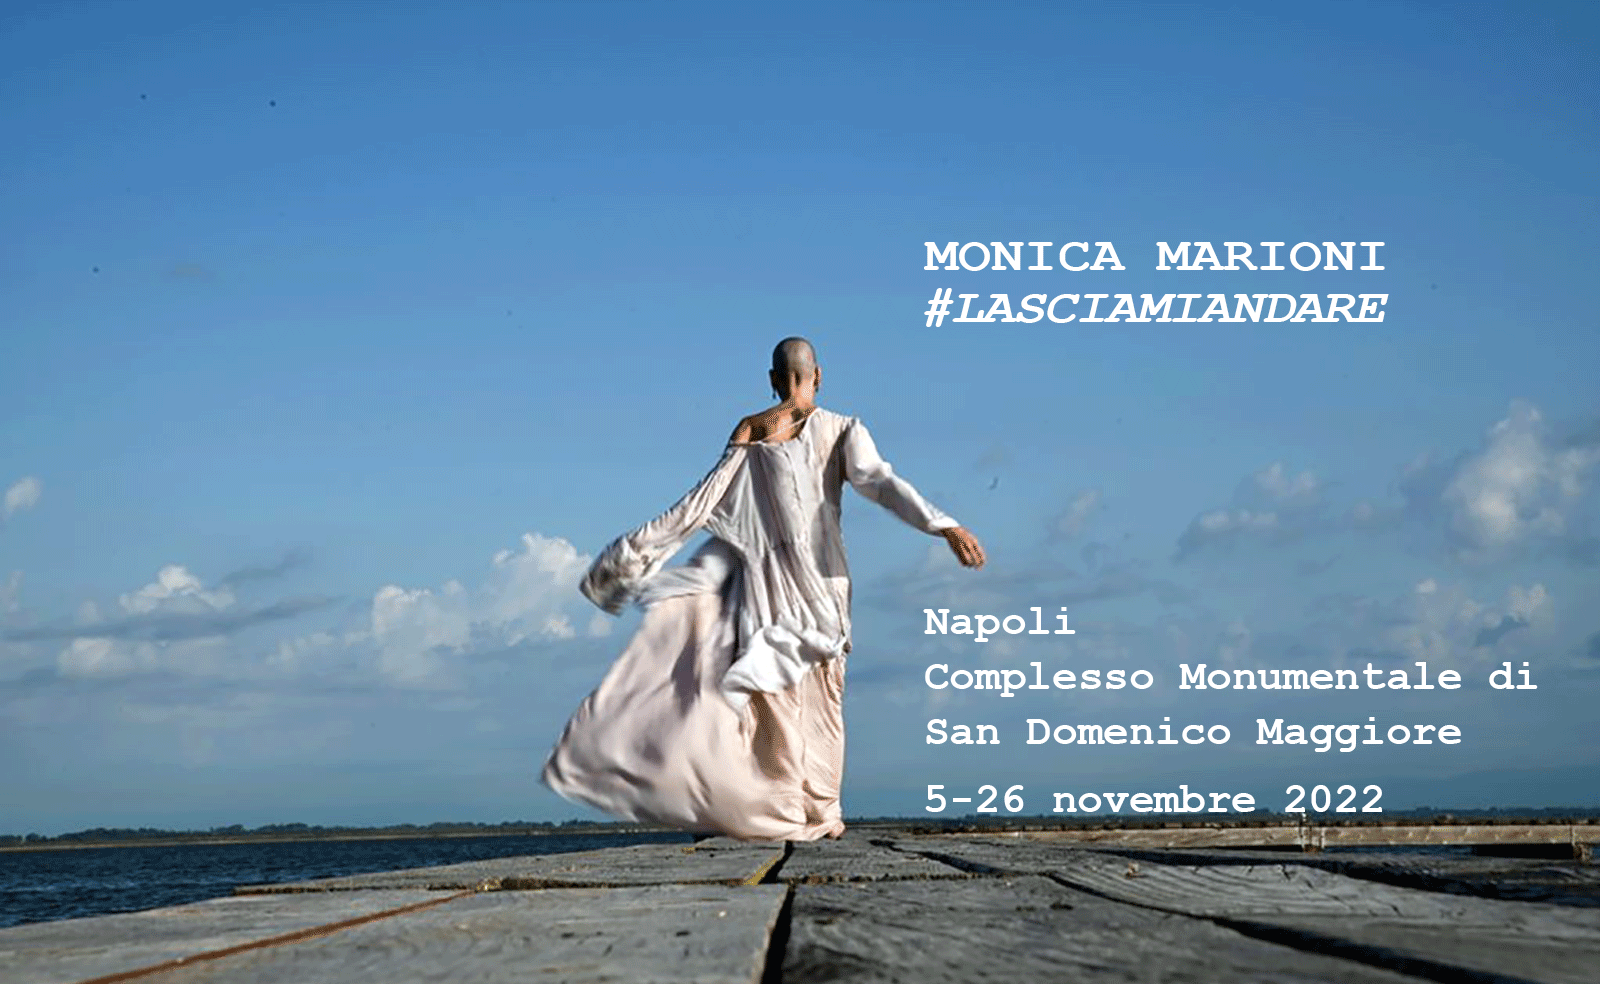 MONICA MARIONI
#LASCIAMIANDARE
Napoli
Complesso Monumentale di
San Domenico Maggiore
5-26 novembre 2022